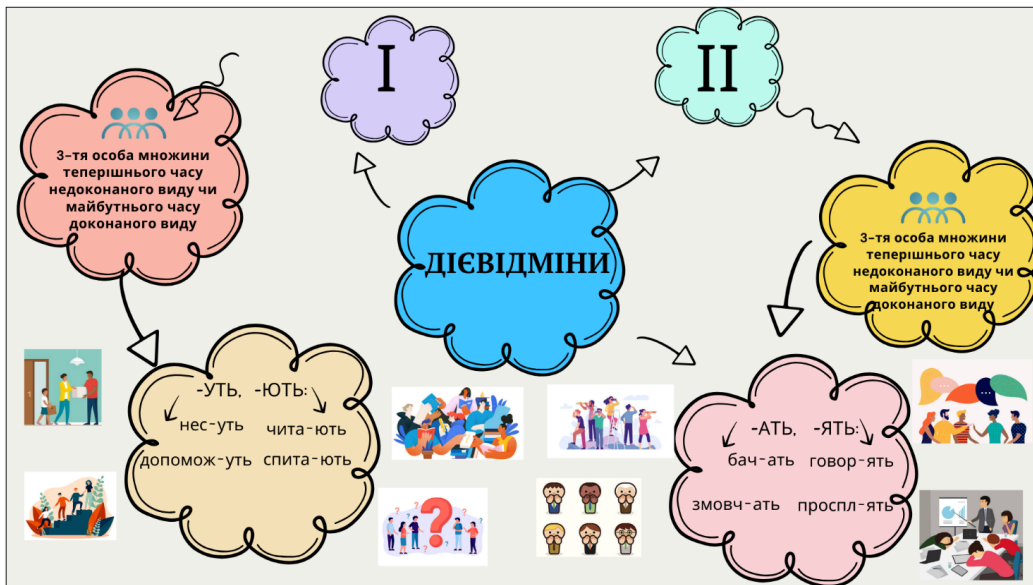 I
II
3-тя особа множини
теперішнього часу
недоконаного виду чи
майбутнього часу
доконаного виду
ДІЄВІДМІНИ
3-тя особа множини
теперішнього часу
недоконаного виду чи
майбутнього часу
доконаного виду
-УТЬ, -ЮТЬ:
нес-уть чита-ють
допомож-уть спита-ють
-АТЬ, -ЯТЬ:
бач-ать говор-ять
змовч-ать проспл-ять